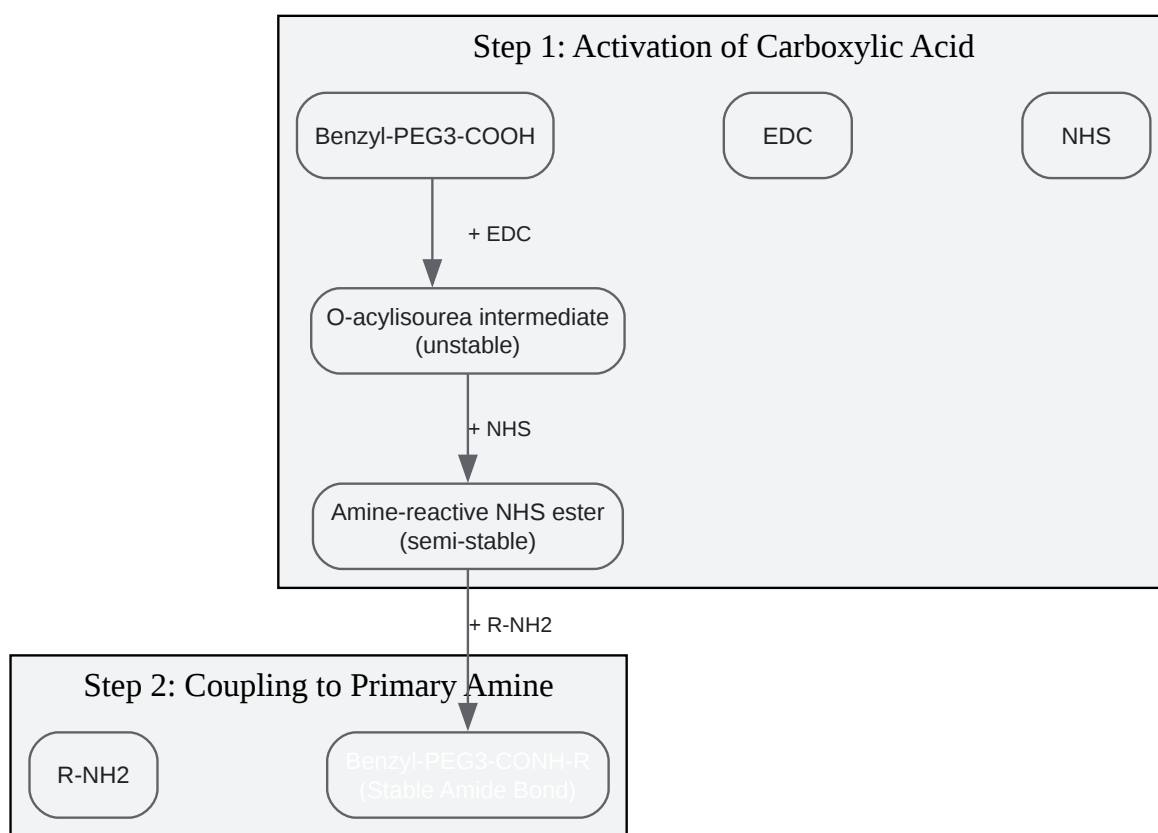 Step 1: Activation of Carboxylic Acid
Benzyl-PEG3-COOH
EDC
NHS
+ EDC
O-acylisourea intermediate
(unstable)
+ NHS
Amine-reactive NHS ester
(semi-stable)
+ R-NH2
Step 2: Coupling to Primary Amine
R-NH2
Benzyl-PEG3-CONH-R
(Stable Amide Bond)